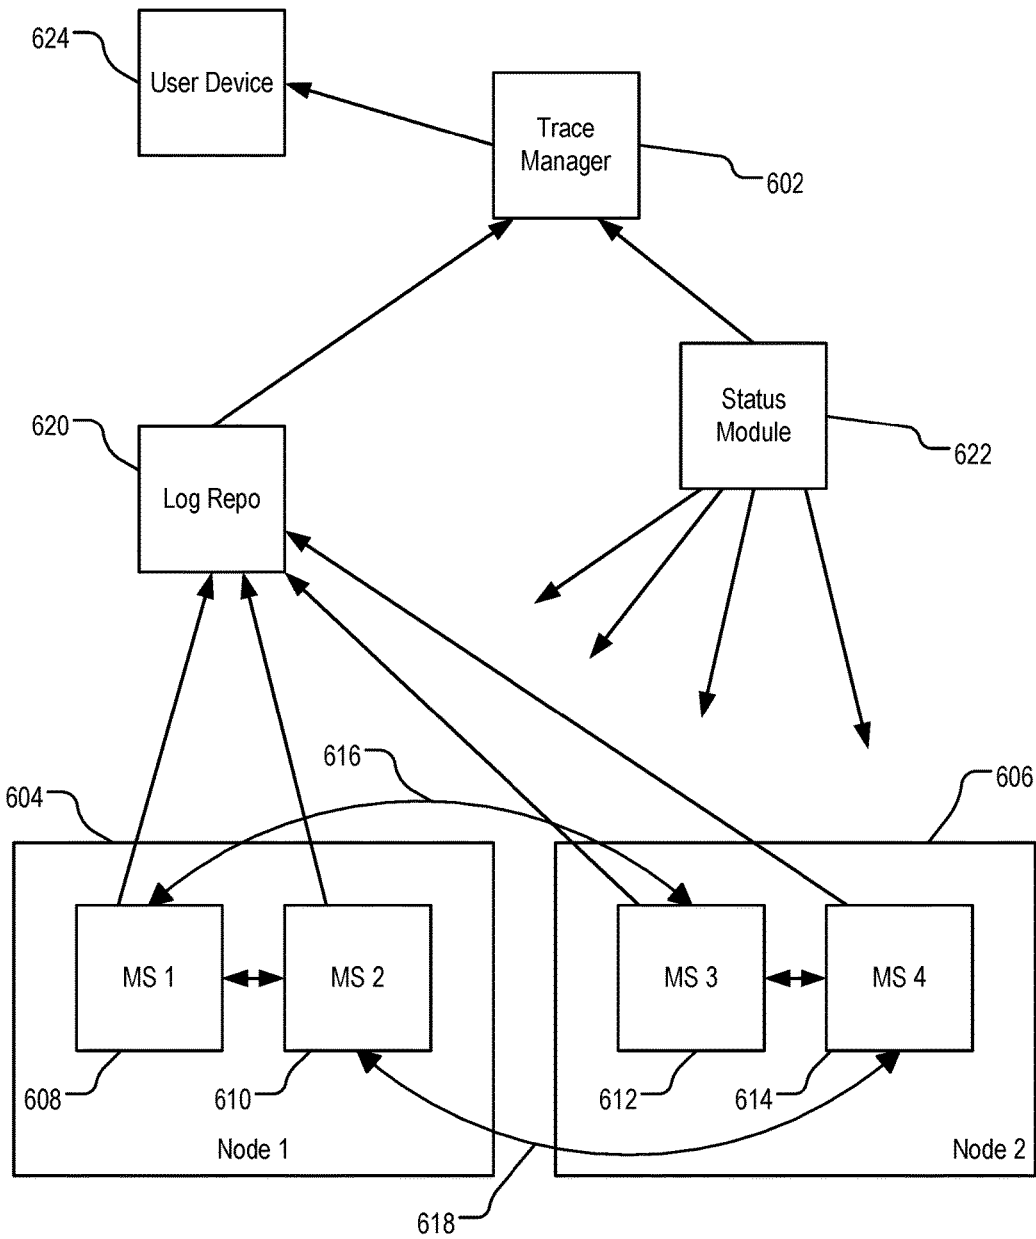 624
User Device
Trace
Manager
602
620
Log Repo
Status
Module
622
616
604
606
MS 1
MS 2
MS 3
MS 4
608
610
612
614
Node 1
Node 2
618